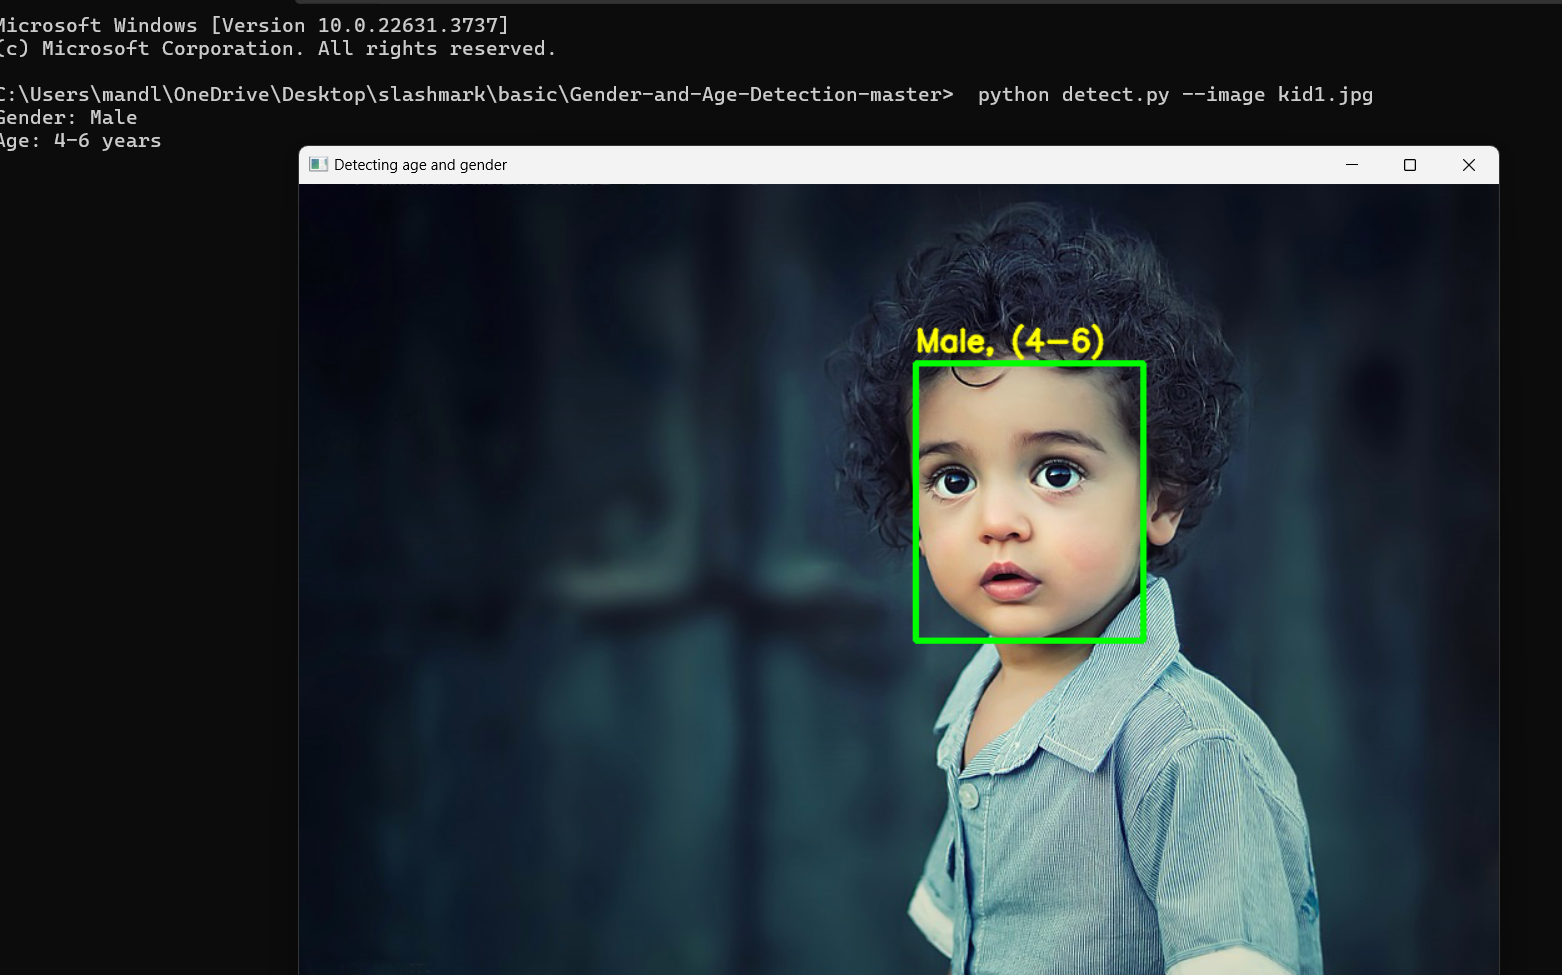 Microsoft Windows [Version 10.0.22631.3737]
(c) Microsoft Corporation. All rights reserved.
C:\Users\mandl\OneDrive\Desktop\slashmark\basic\Gender-and-Age-Detection-master>  python detect.py --image kid1.jpg
Gender: Male
Age: 4-6 years
Detecting age and gender
Male, (4-6)